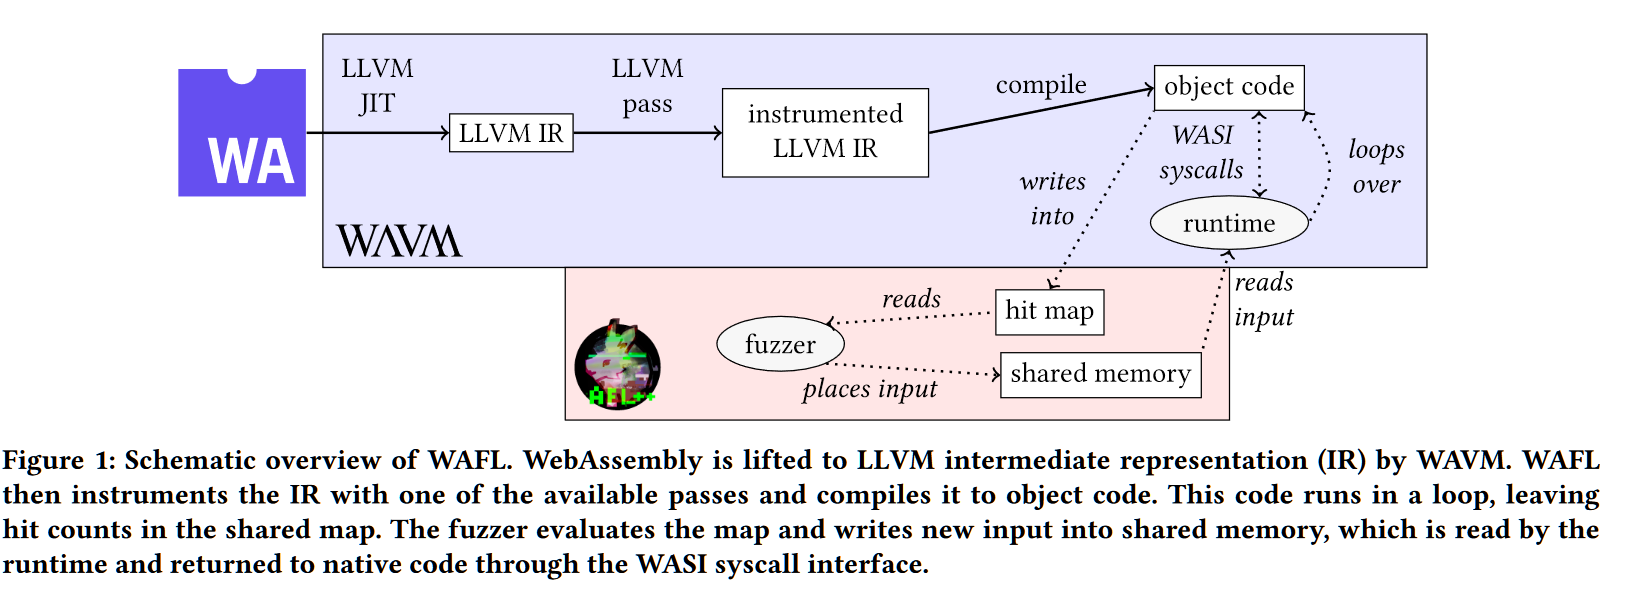 LLVM
JIT
LLVM
pass
compile
object code
WA
LLVM IR
instrumented
LLVM IR
WASI
syscalls
loops
over
writes
into
runtime
WAVM
reads
input
reads
hit map
fuzzer
shared memory
places input
AFL++
Figure 1: Schematic overview of WAFL. WebAssembly is lifted to LLVM intermediate representation (IR) by WAVM. WAFL
then instruments the IR with one of the available passes and compiles it to object code. This code runs in a loop, leaving
hit counts in the shared map. The fuzzer evaluates the map and writes new input into shared memory, which is read by the
runtime and returned to native code through the WASI syscall interface.